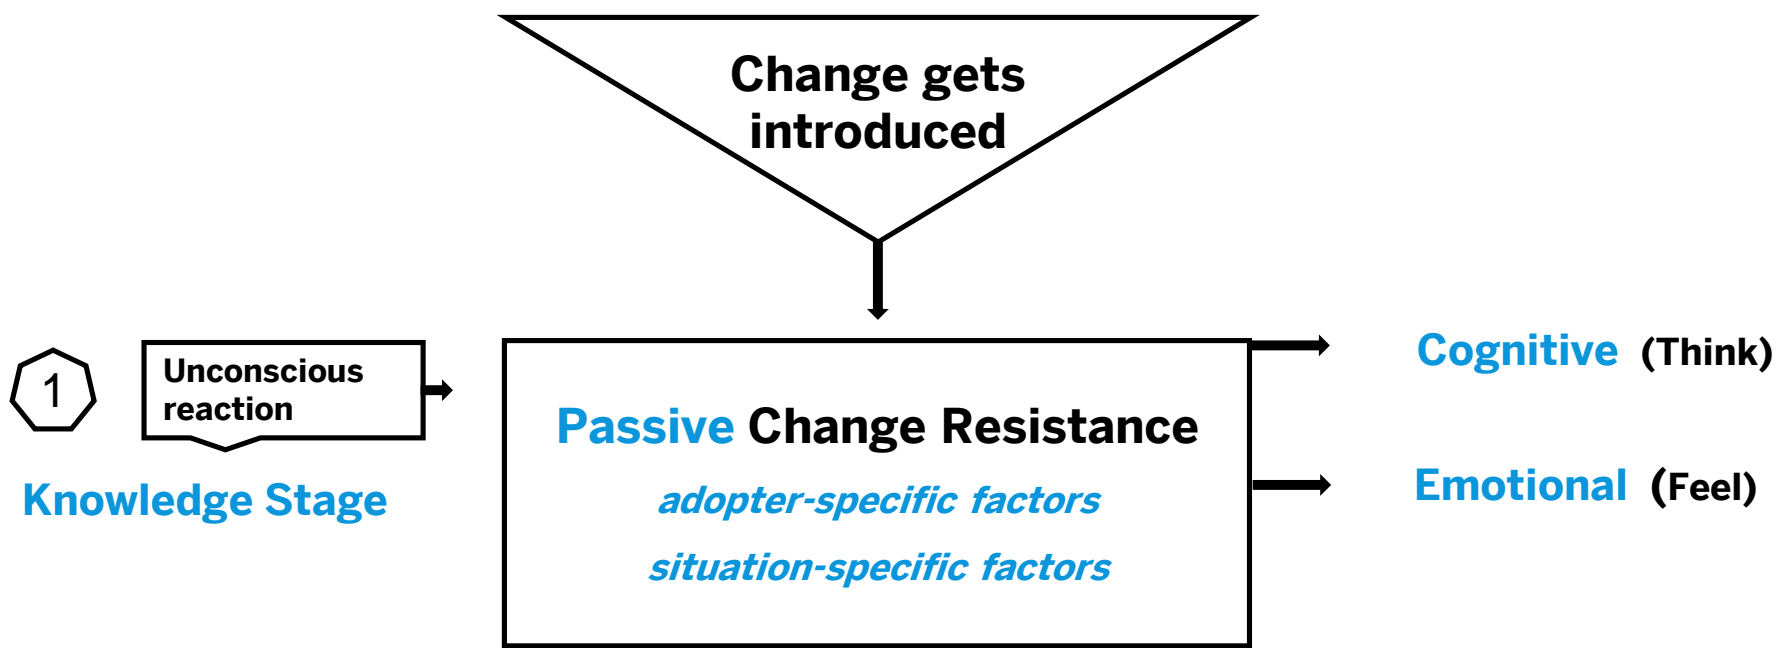 Change gets
introduced
1
Unconscious
reaction
Knowledge Stage
Passive Change Resistance
adopter-specific factors
situation-specific factors
Cognitive (Think)
Emotional (Feel)